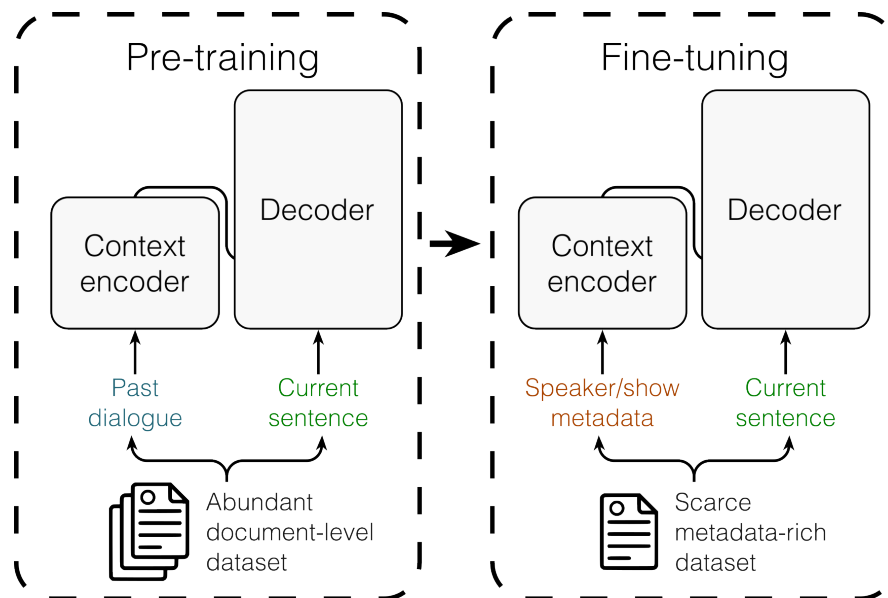 Pre-training
Context
encoder
Decoder
Past
dialogue
Current
sentence
Abundant
document-level
dataset
Fine-tuning
Context
encoder
Decoder
Speaker/show
metadata
Current
sentence
Scarce
metadata-rich
dataset